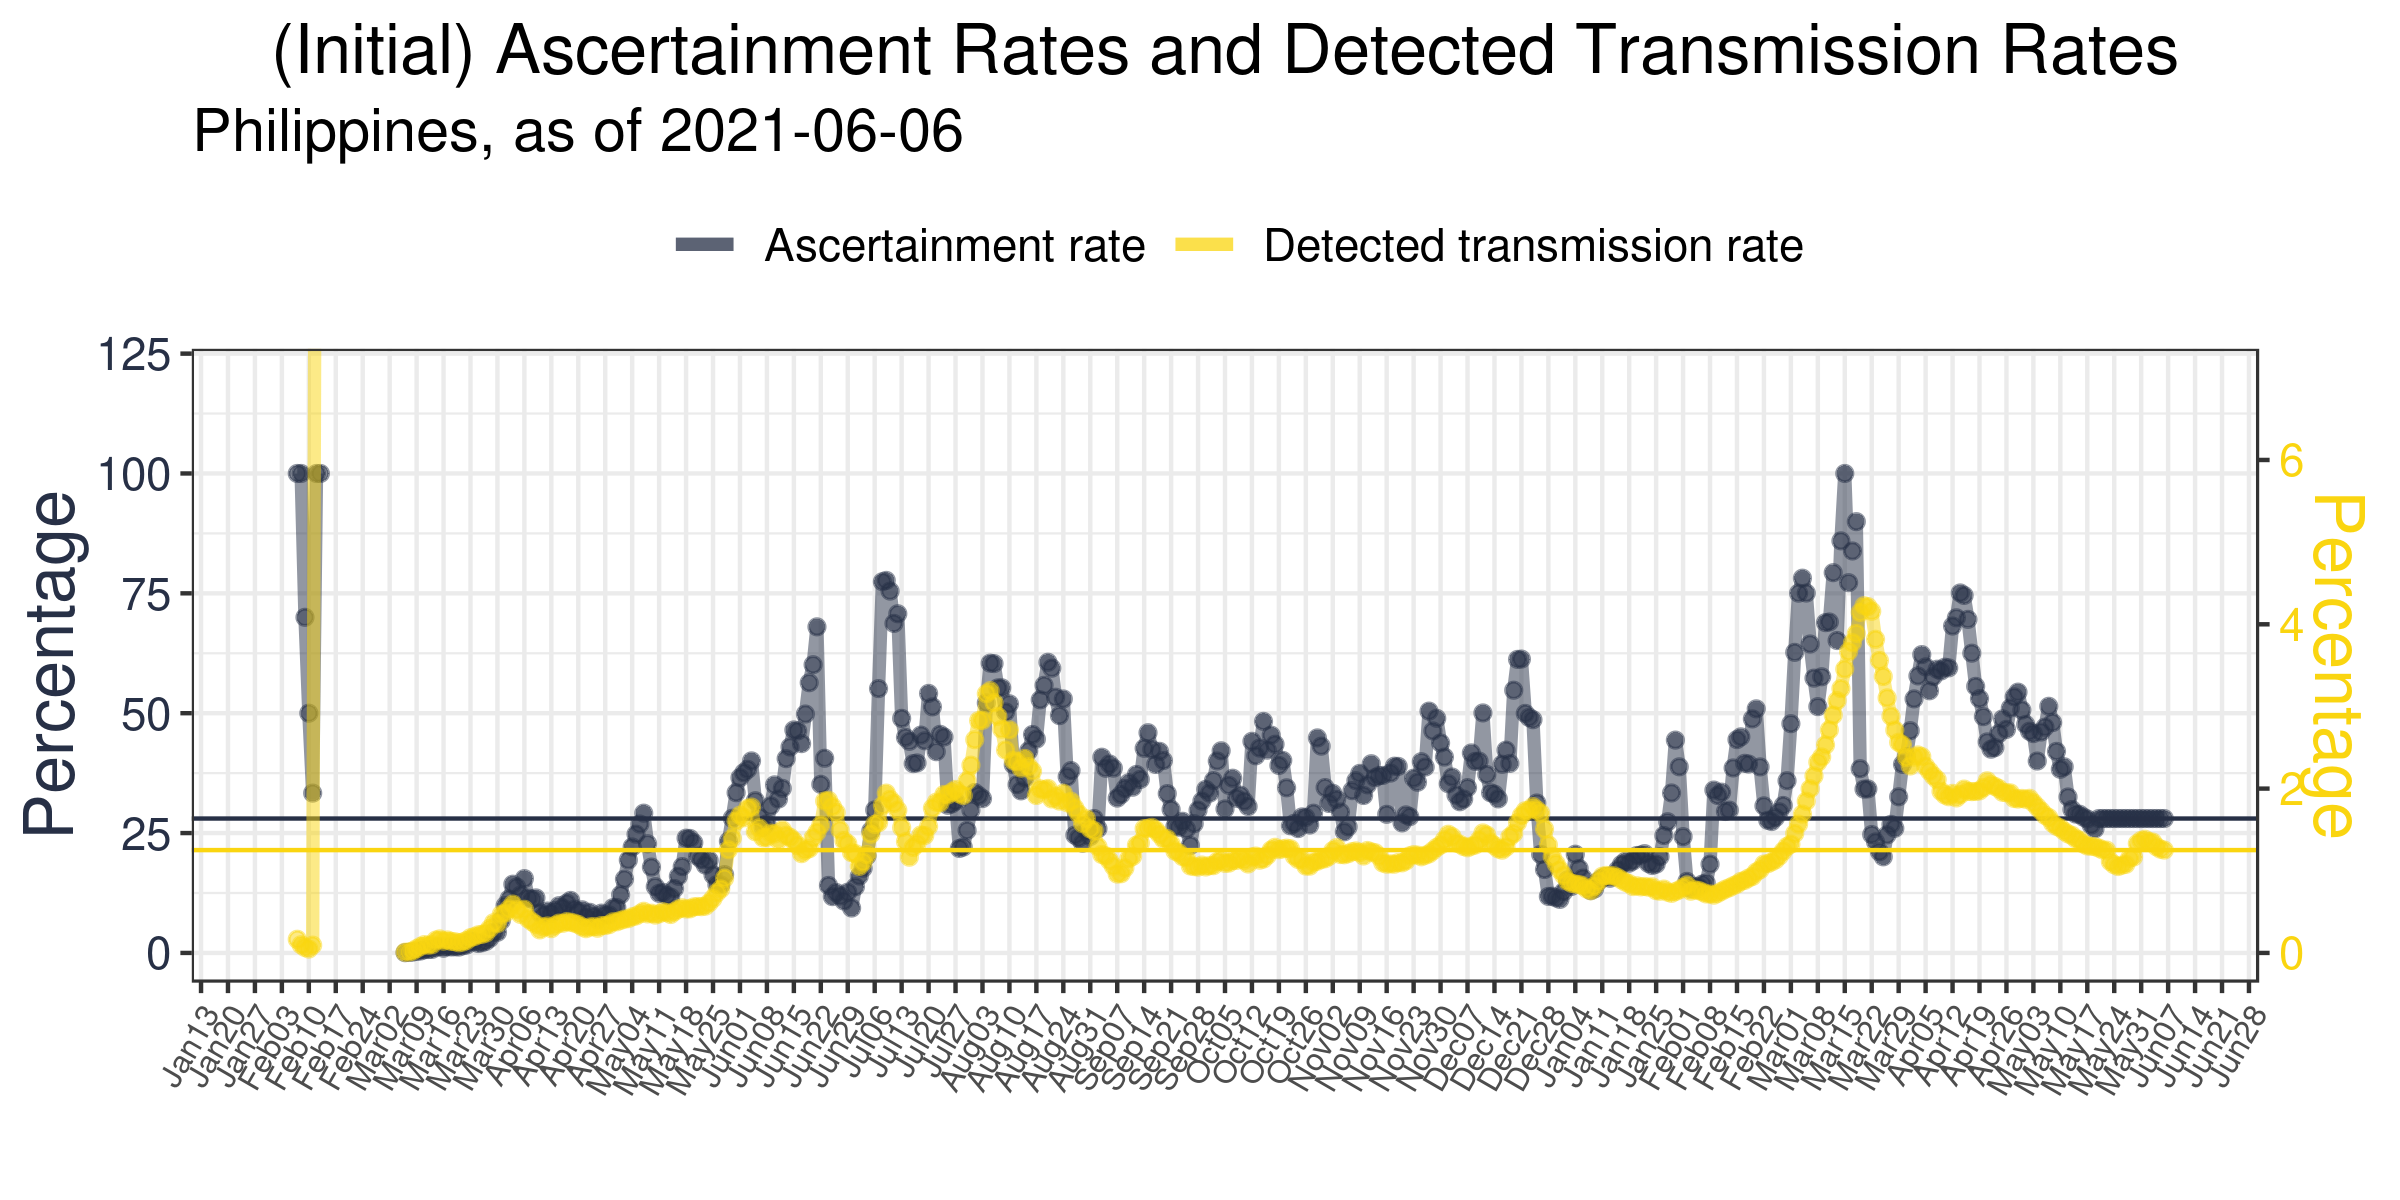 (Initial) Ascertainment Rates and Detected Transmission Rates
Philippines, as of 2021-06-06
Ascertainment rate
Detected transmission rate
Percentage
125
100
75
50
25
0
6
4
2
0
Percentage
Jan13
Jan20
Jan27
Feb03
Feb10
Feb17
Feb24
Mar02
Mar09
Mar16
Mar23
Mar30
Apr06
Apr13
Apr20
Apr27
May04
May11
May18
May25
Jun01
Jun08
Jun15
Jun22
Jun29
Jul06
Jul13
Jul20
Jul27
Aug03
Aug10
Aug17
Aug24
Aug31
Sep07
Sep14
Sep21
Sep28
Oct05
Oct12
Oct19
Oct26
Nov02
Nov09
Nov16
Nov23
Nov30
Dec07
Dec14
Dec21
Dec28
Jan04
Jan11
Jan18
Jan25
Feb01
Feb08
Feb15
Feb22
Mar01
Mar08
Mar15
Mar22
Mar29
Apr05
Apr12
Apr19
Apr26
May03
May10
May17
May24
May31
Jun07
Jun14
Jun21
Jun28